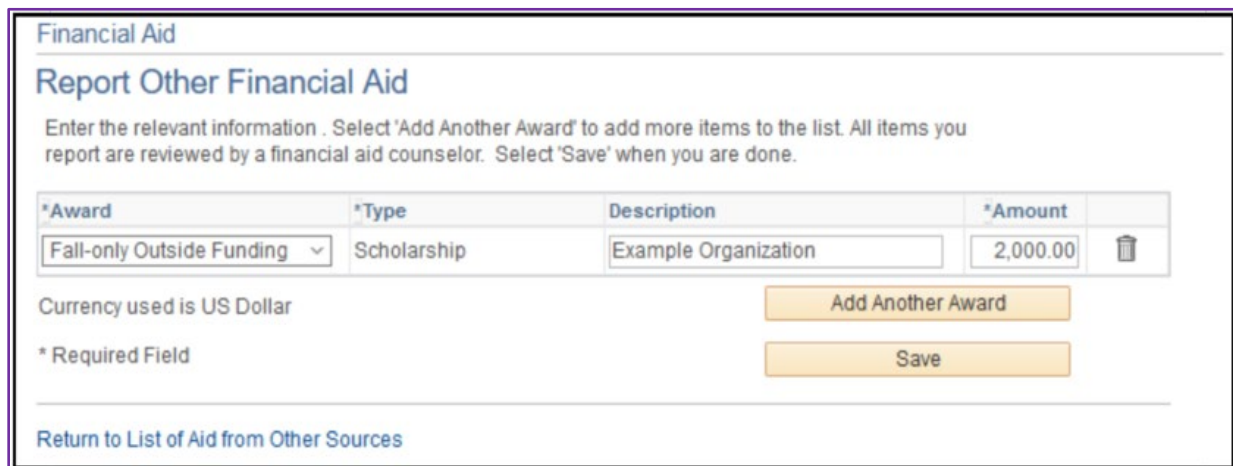 Financial Aid
Report Other Financial Aid
Enter the relevant information . Select 'Add Another Award' to add more items to the list. All items you
report are reviewed by a financial aid counselor. Select 'Save' when you are done.
*Award *Type Description *Amount
Fall-only Outside Funding Scholarship Example Organization 2,000.00
Currency used is US Dollar Add Another Award
* Required Field Save
Return to List of Aid from Other Sources